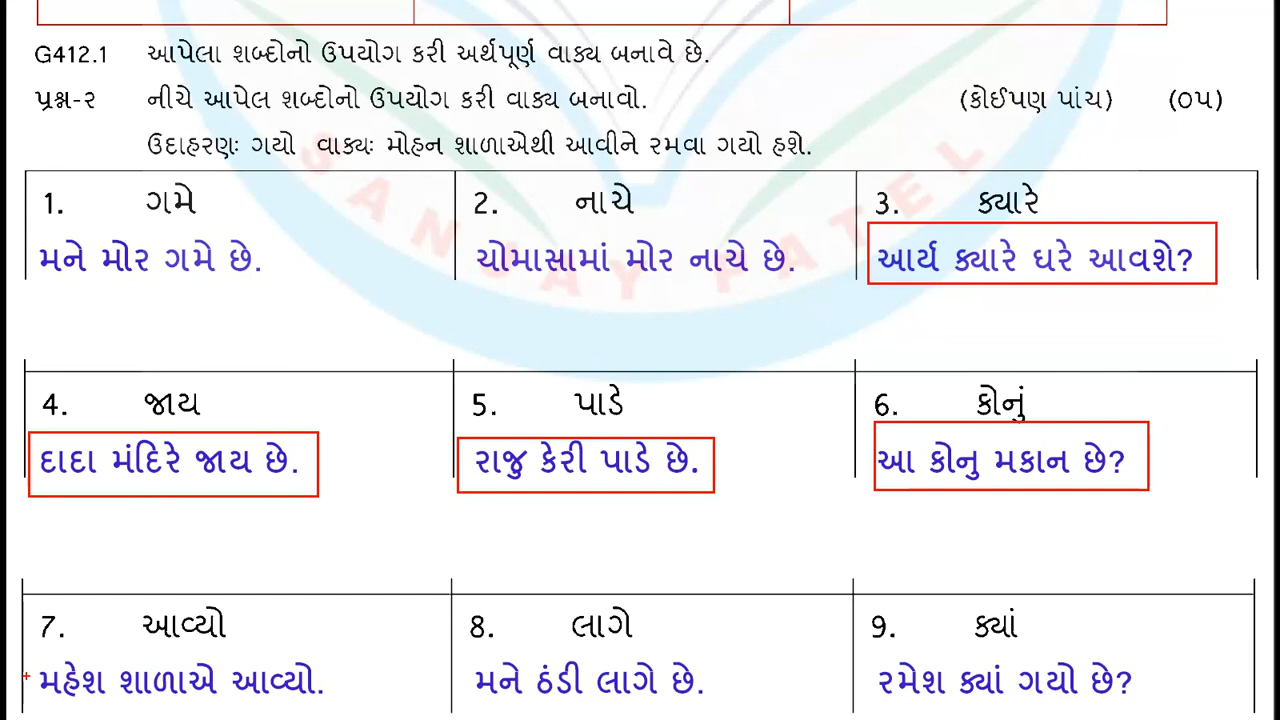 G412.1 આપેલા શબ્દોનો ઉપયોગ કરી અર્થપૂર્ણ વાક્ય બનાવે છે.
પ્રશ્ન-૨ નીચે આપેલ શબ્દોનો ઉપયોગ કરી વાક્ય બનાવો. (કોઈપણ પાંચ) (૦૫)
ઉદાહરણઃ ગયો વાક્યઃ મોહન શાળાએથી આવીને રમવા ગયો હશે.
SANJAY PATEL
1. ગમે 2. નાચે 3. ક્યારે
મને મોર ગમે છે. ચોમાસામાં મોર નાચે છે. આર્ય ક્યારે ઘરે આવશે?
4. જાય 5. પાડે 6. કોનું
દાદા મંદિરે જાય છે. રાજુ કેરી પાડે છે. આ કોનુ મકાન છે?
7. આવ્યો 8. લાગે 9. ક્યાં
મહેશ શાળાએ આવ્યો. મને ઠંડી લાગે છે. રમેશ ક્યાં ગયો છે?